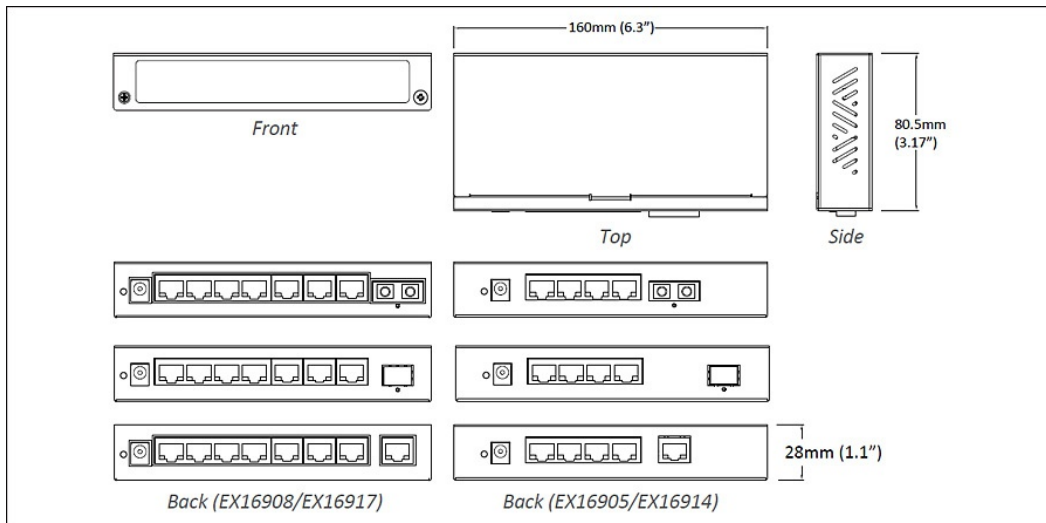 160mm (6.3”)
Front
80.5mm
(3.17”)
Top
Side
28mm (1.1”)
Back (EX16908/EX16917)
Back (EX16905/EX16914)